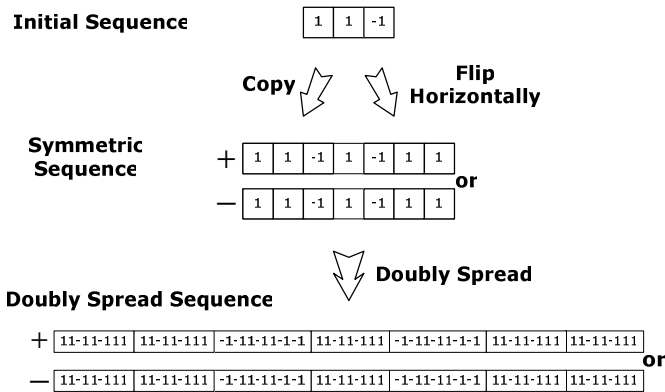 Initial Sequence 1 1 -1
Copy
Flip
Horizontally
Symmetric
Sequence
+ 1 1 -1 1 -1 1 1
or
− 1 1 -1 1 -1 1 1
Doubly Spread
Doubly Spread Sequence
+ 11-11-111 11-11-111 -1-11-11-1-1 11-11-111 -1-11-11-1-1 11-11-111 11-11-111
or
− 11-11-111 11-11-111 -1-11-11-1-1 11-11-111 -1-11-11-1-1 11-11-111 11-11-111